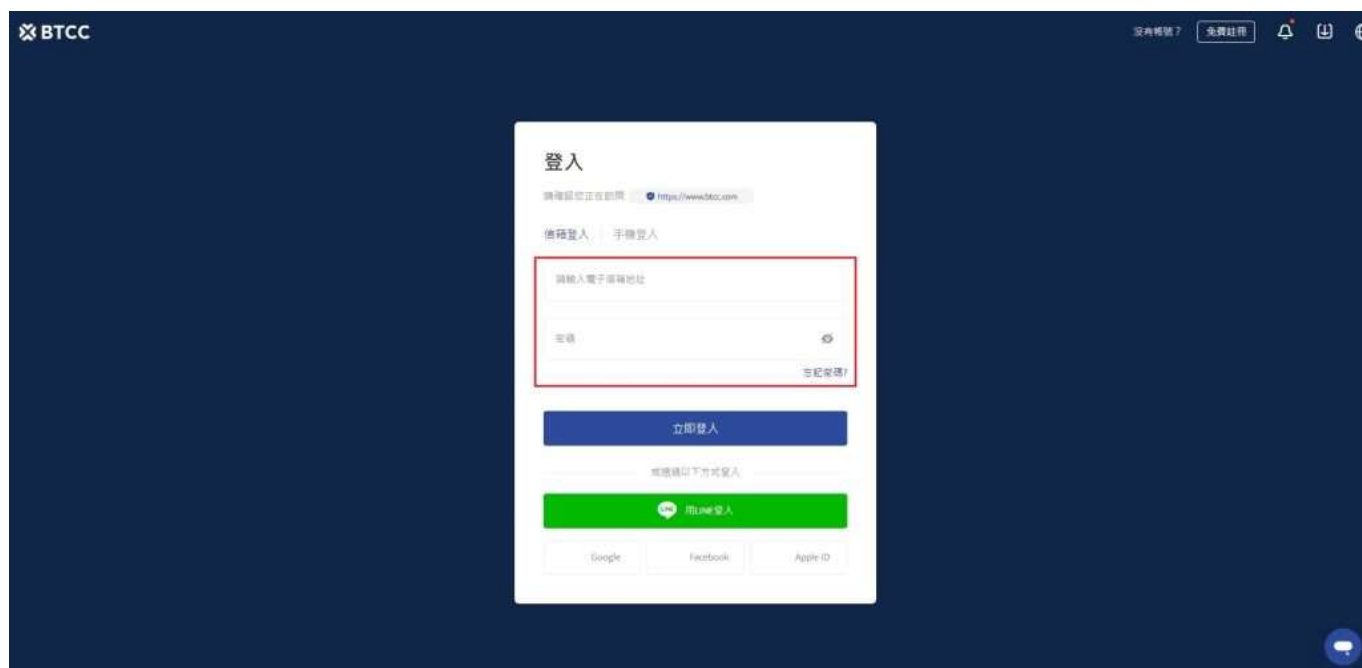 BTCC
沒有帳號？ 免費註冊
登入
請確認您正在訪問 https://www.btcc.com
信箱登入 手機登入
請輸入電子信箱地址
密碼
忘記密碼?
立即登入
或透過以下方式登入
LINE 用LINE登入
Google Facebook Apple ID